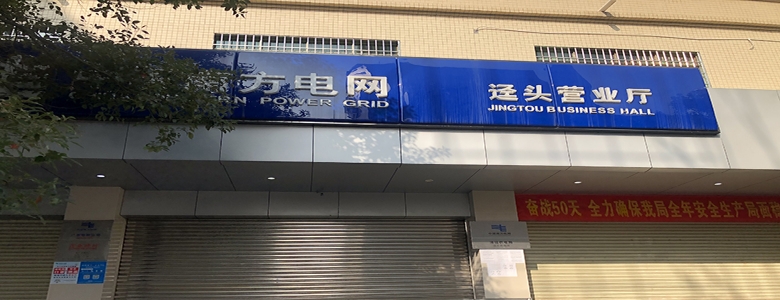 方电网
POWER GRID
迳头营业厅
JINGTOU BUSINESS HALL
奋战50天 全力确保我局全年安全生产局面